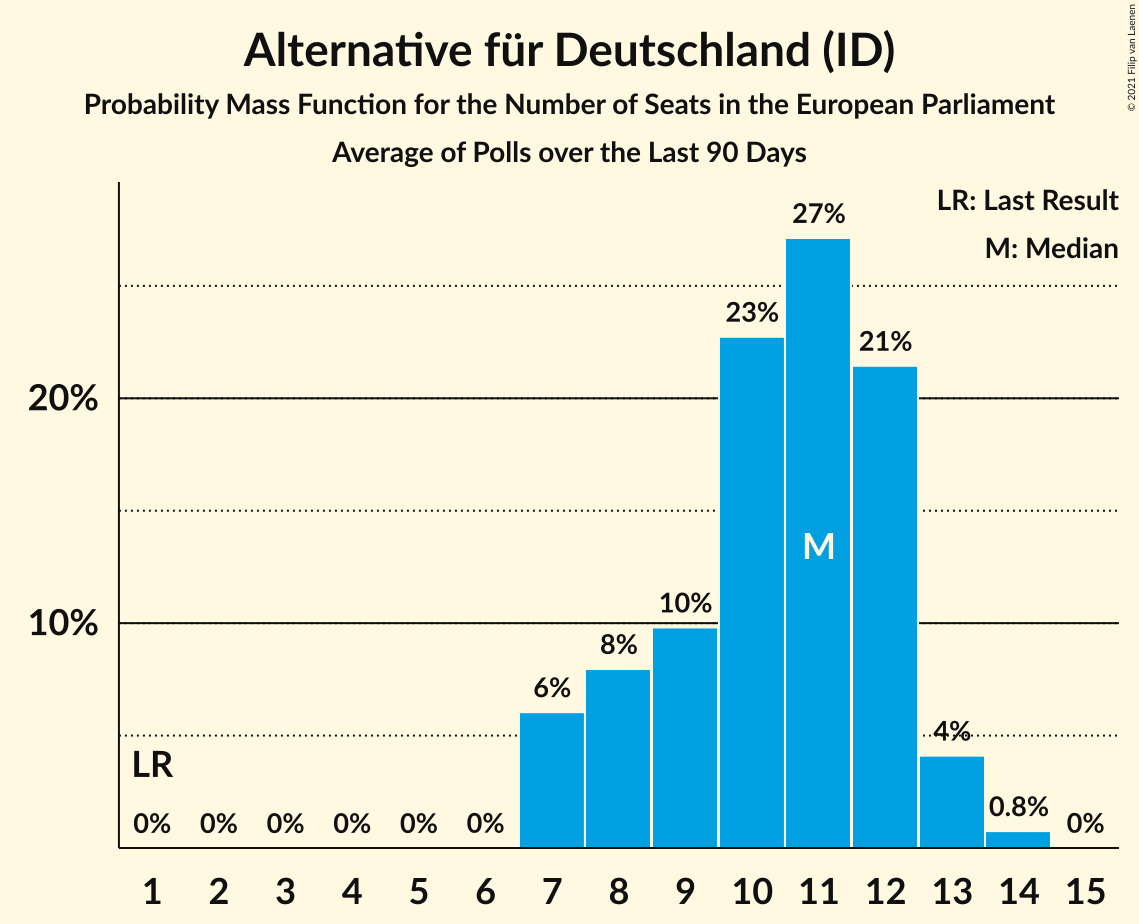 Alternative für Deutschland (ID)
Probability Mass Function for the Number of Seats in the European Parliament
Average of Polls over the Last 90 Days
© 2021 Filip van Laenen
LR: Last Result
M: Median
27%
23%
21%
20%
M
10%
10%
8%
6%
4%
LR
0.8%
0% 0% 0% 0% 0% 0% 0%
1 2 3 4 5 6 7 8 9 10 11 12 13 14 15